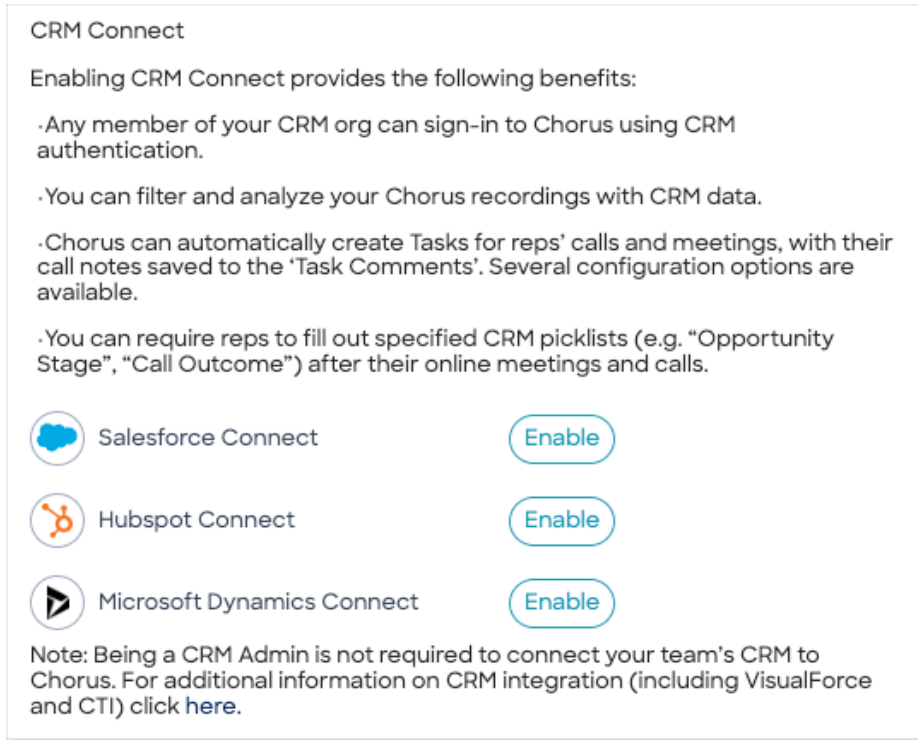 CRM Connect
Enabling CRM Connect provides the following benefits:
·Any member of your CRM org can sign-in to Chorus using CRM
authentication.
·You can filter and analyze your Chorus recordings with CRM data.
·Chorus can automatically create Tasks for reps’ calls and meetings, with their
call notes saved to the ‘Task Comments’. Several configuration options are
available.
·You can require reps to fill out specified CRM picklists (e.g. “Opportunity
Stage”, “Call Outcome”) after their online meetings and calls.
Salesforce Connect Enable
Hubspot Connect Enable
Microsoft Dynamics Connect Enable
Note: Being a CRM Admin is not required to connect your team’s CRM to
Chorus. For additional information on CRM integration (including VisualForce
and CTI) click here.